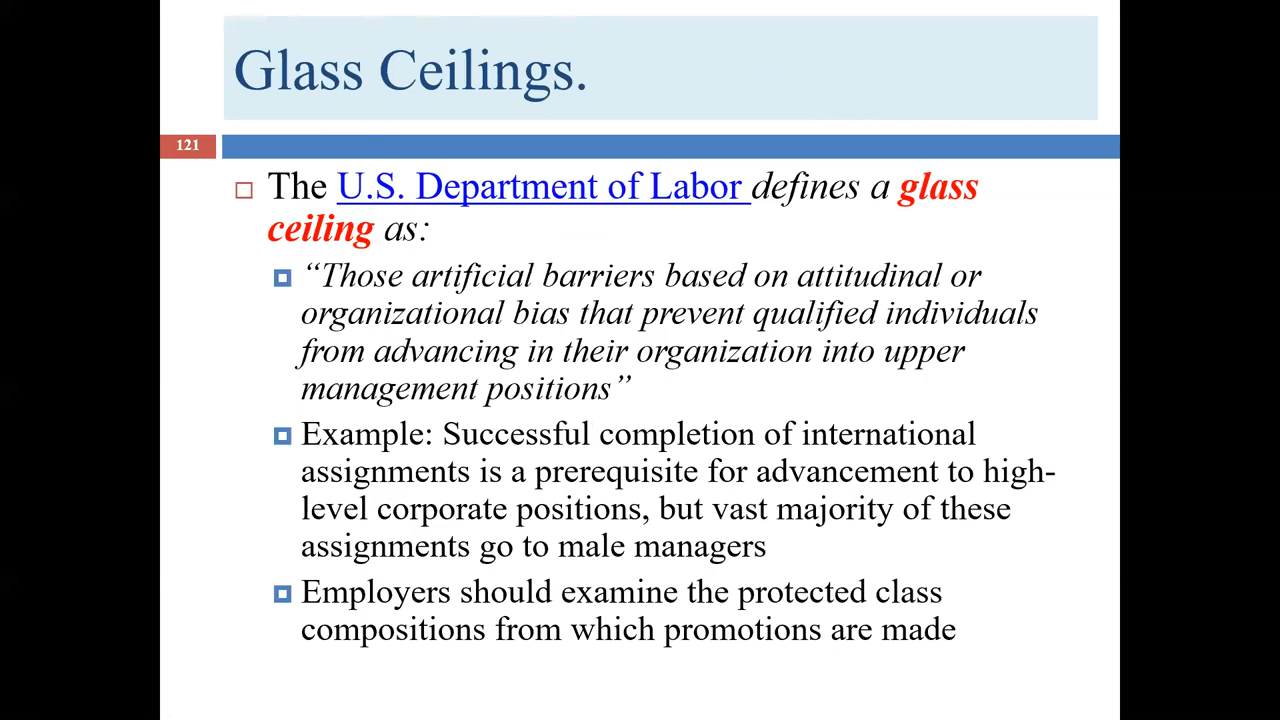 Glass Ceilings.
121
The U.S. Department of Labor defines a glass
ceiling as:
“Those artificial barriers based on attitudinal or
organizational bias that prevent qualified individuals
from advancing in their organization into upper
management positions”
Example: Successful completion of international
assignments is a prerequisite for advancement to high-
level corporate positions, but vast majority of these
assignments go to male managers
Employers should examine the protected class
compositions from which promotions are made